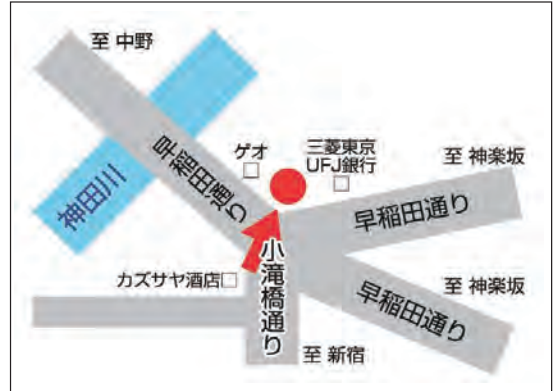 至 中野
早稲田通り
神田川
ゲオ
三菱東京
UFJ銀行
至 神楽坂
早稲田通り
カズサヤ酒店
小滝橋通り
至 神楽坂
早稲田通り
至 新宿